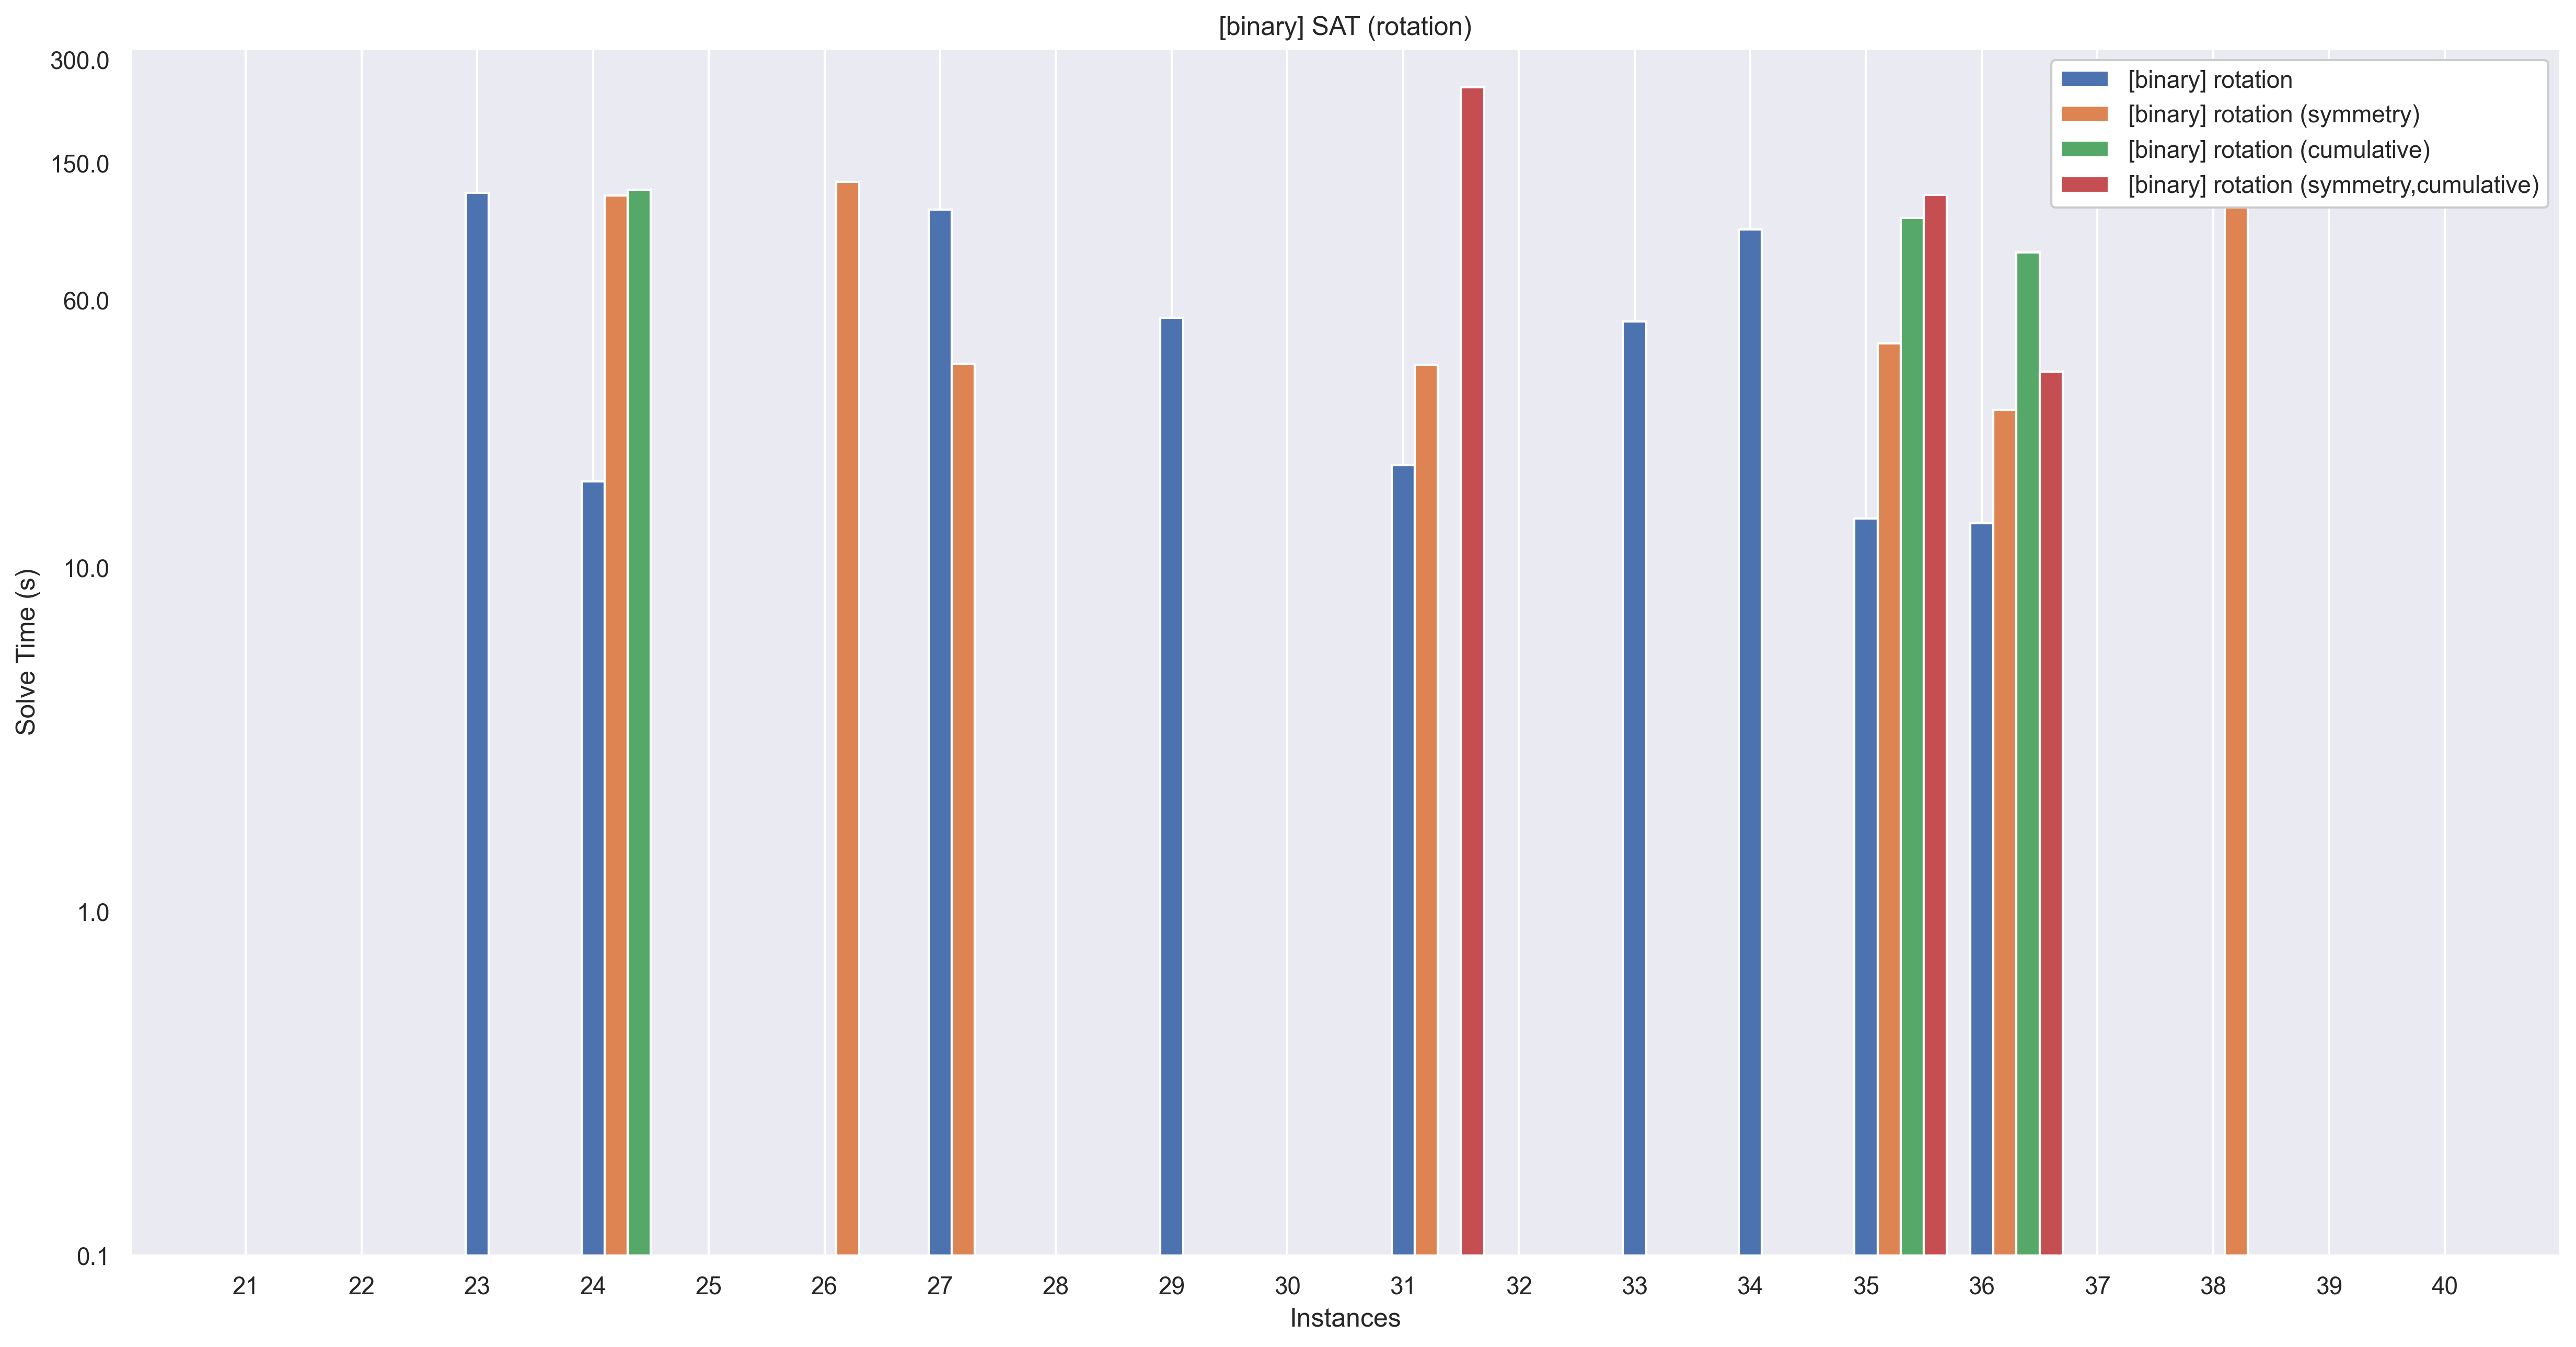 [binary] SAT (rotation)
300.0
150.0
60.0
10.0
1.0
0.1
Solve Time (s)
[binary] rotation
[binary] rotation (symmetry)
[binary] rotation (cumulative)
[binary] rotation (symmetry,cumulative)
21 22 23 24 25 26 27 28 29 30 31 32 33 34 35 36 37 38 39 40
Instances